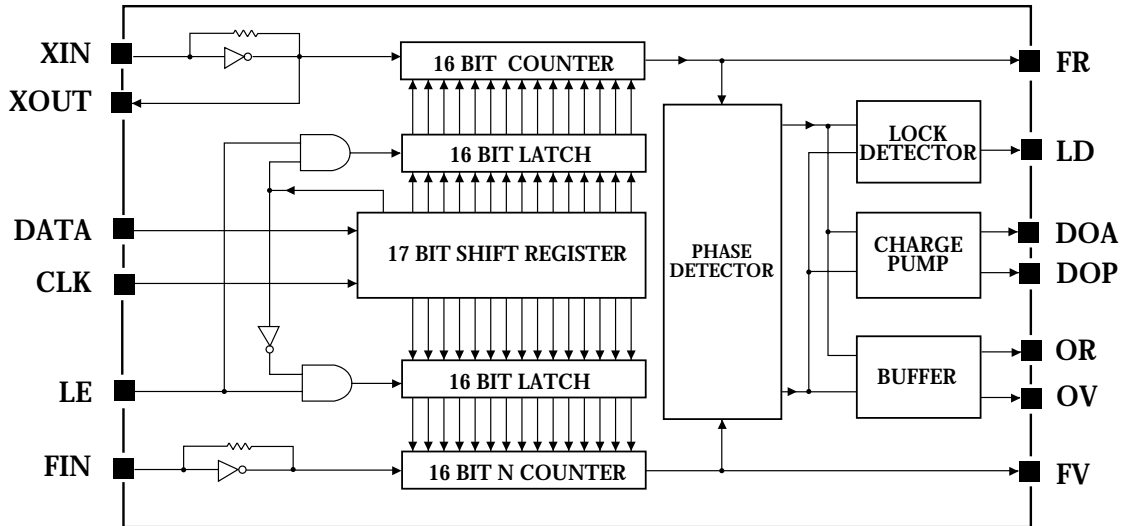 XIN
XOUT
DATA
CLK
LE
FIN
16 BIT COUNTER
16 BIT LATCH
17 BIT SHIFT REGISTER
16 BIT LATCH
16 BIT N COUNTER
PHASE
DETECTOR
LOCK
DETECTOR
CHARGE
PUMP
BUFFER
FR
LD
DOA
DOP
OR
OV
FV